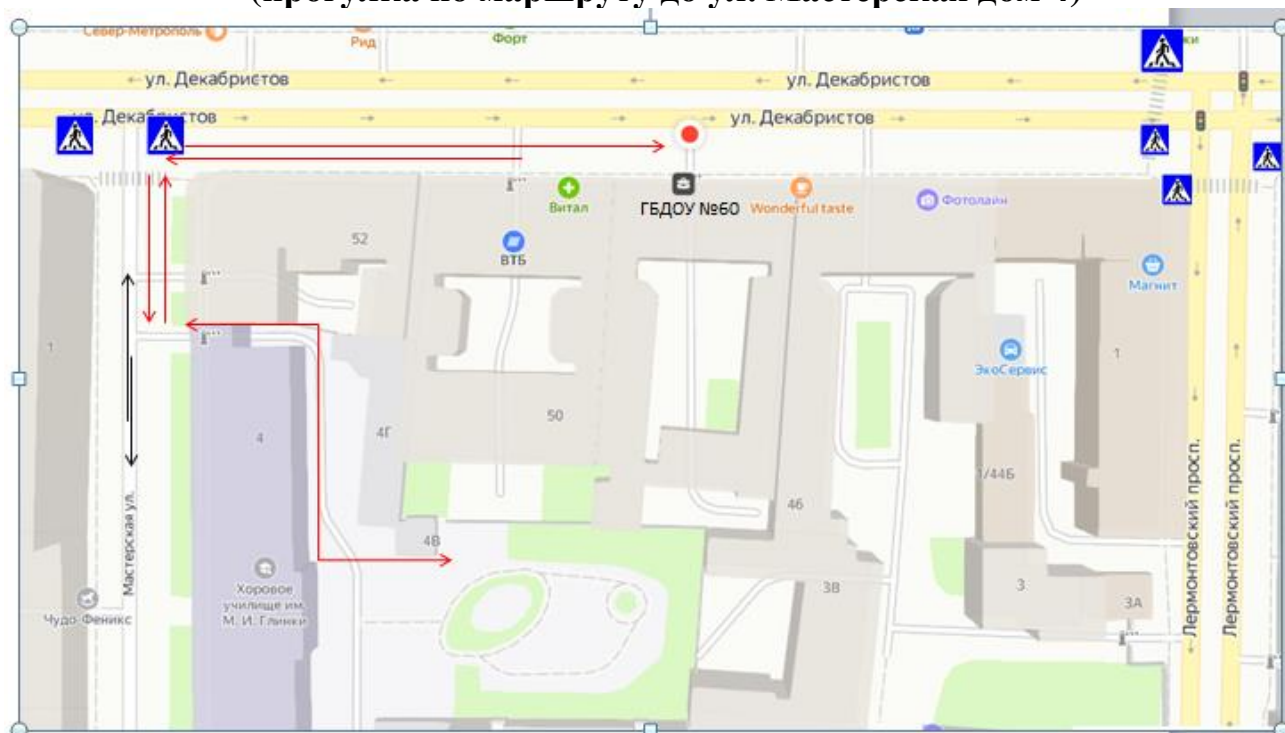 (прогулка по маршруту до ул. Мастерская дом 4)
Север-Метрополь
Рид
Форт
ул. Декабристов
ул. Декабристов
ул. Декабристов
ул. Декабристов
Витал
ГБДОУ №60
Wonderful taste
Фотолайн
52
ВТБ
Магнит
1
1
ЭкоСервис
50
4
4Г
1/44Б
46
4В
Мастерская ул.
Лермонтовский просп.
Лермонтовский просп.
Хоровое
училище им.
М. И. Глинки
Чудо-Феникс
3В
3
3А